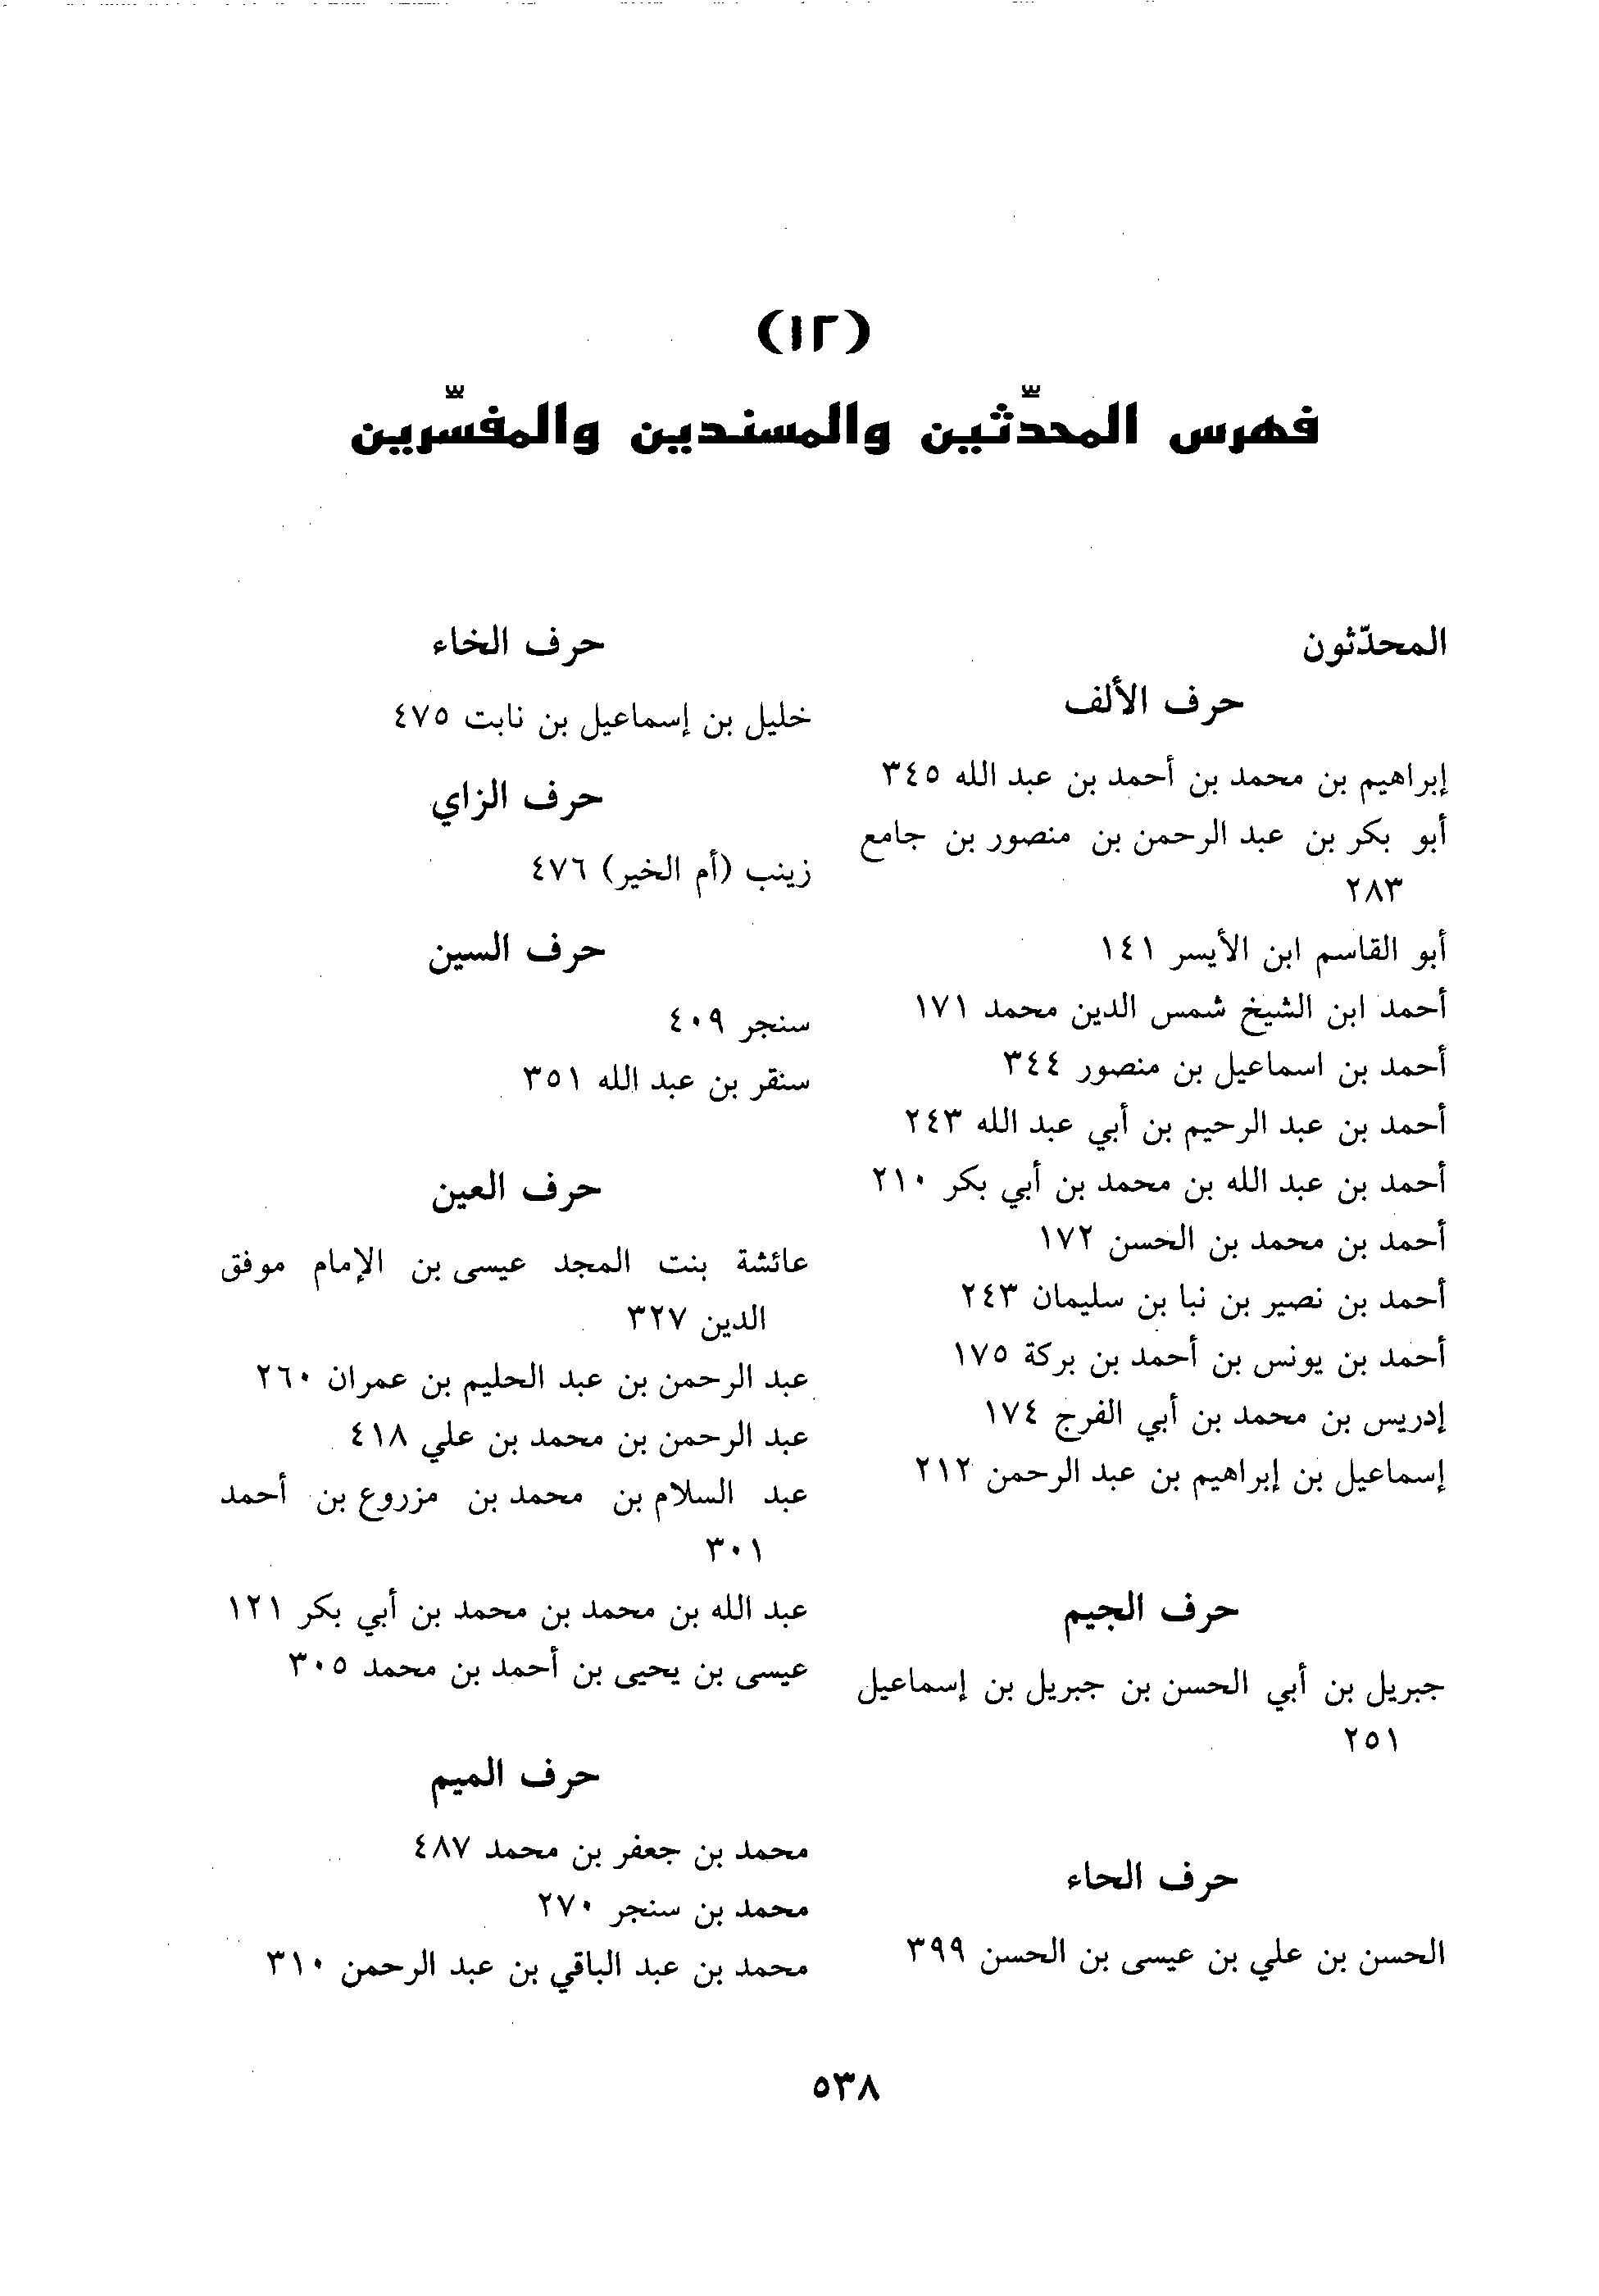 (١٢)
فهرس المحدّثين والمسندين والمفسّرين
المحدّثون
حرف الألف
إبراهيم بن محمد بن أحمد بن عبد الله ٣٤٥
أبو بكر بن عبد الرحمن بن منصور بن جامع
٢٨٣
أبو القاسم ابن الأيسر ١٤١
أحمد ابن الشيخ شمس الدين محمد ١٧١
أحمد بن اسماعيل بن منصور ٣٤٤
أحمد بن عبد الرحيم بن أبي عبد الله ٢٤٣
أحمد بن عبد الله بن محمد بن أبي بكر ٢١٠
أحمد بن محمد بن الحسن ١٧٢
أحمد بن نصير بن نبا بن سليمان ٢٤٣
أحمد بن يونس بن أحمد بن بركة ١٧٥
إدريس بن محمد بن أبي الفرج ١٧٤
إسماعيل بن إبراهيم بن عبد الرحمن ٢١٢
حرف الجيم
جبريل بن أبي الحسن بن جبريل بن إسماعيل
٢٥١
حرف الحاء
الحسن بن علي بن عيسى بن الحسن ٣٩٩
حرف الخاء
خليل بن إسماعيل بن نابت ٤٧٥
حرف الزاي
زينب (أم الخير) ٤٧٦
حرف السين
سنجر ٤٠٩
سنقر بن عبد الله ٣٥١
حرف العين
عائشة بنت المجد عيسى بن الإمام موفق
الدين ٣٢٧
عبد الرحمن بن عبد الحليم بن عمران ٢٦٠
عبد الرحمن بن محمد بن علي ٤١٨
عبد السلام بن محمد بن مزروع بن أحمد
٣٠١
عبد الله بن محمد بن محمد بن أبي بكر ١٢١
عيسى بن يحيى بن أحمد بن محمد ٣٠٥
حرف الميم
محمد بن جعفر بن محمد ٤٨٧
محمد بن سنجر ٢٧٠
محمد بن عبد الباقي بن عبد الرحمن ٣١٠
٥٣٨